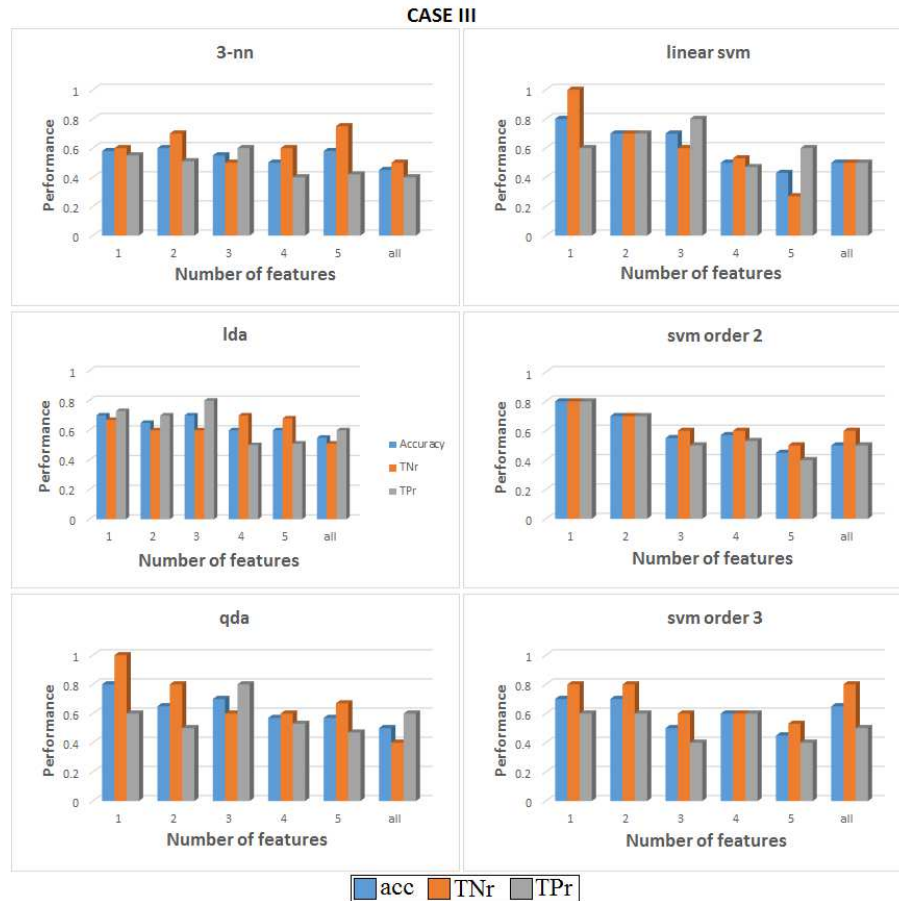 CASE III
3-nn
1
0.8
0.6
0.4
0.2
0
Performance
1 2 3 4 5 all
Number of features
linear svm
1
0.8
0.6
0.4
0.2
0
Performance
1 2 3 4 5 all
Number of features
lda
1
0.8
0.6
0.4
0.2
0
Performance
1 2 3 4 5 all
Number of features
Accuracy
TNr
TPr
svm order 2
1
0.8
0.6
0.4
0.2
0
Performance
1 2 3 4 5 all
Number of features
qda
1
0.8
0.6
0.4
0.2
0
Performance
1 2 3 4 5 all
Number of features
svm order 3
1
0.8
0.6
0.4
0.2
0
Performance
1 2 3 4 5 all
Number of features
acc TNr TPr